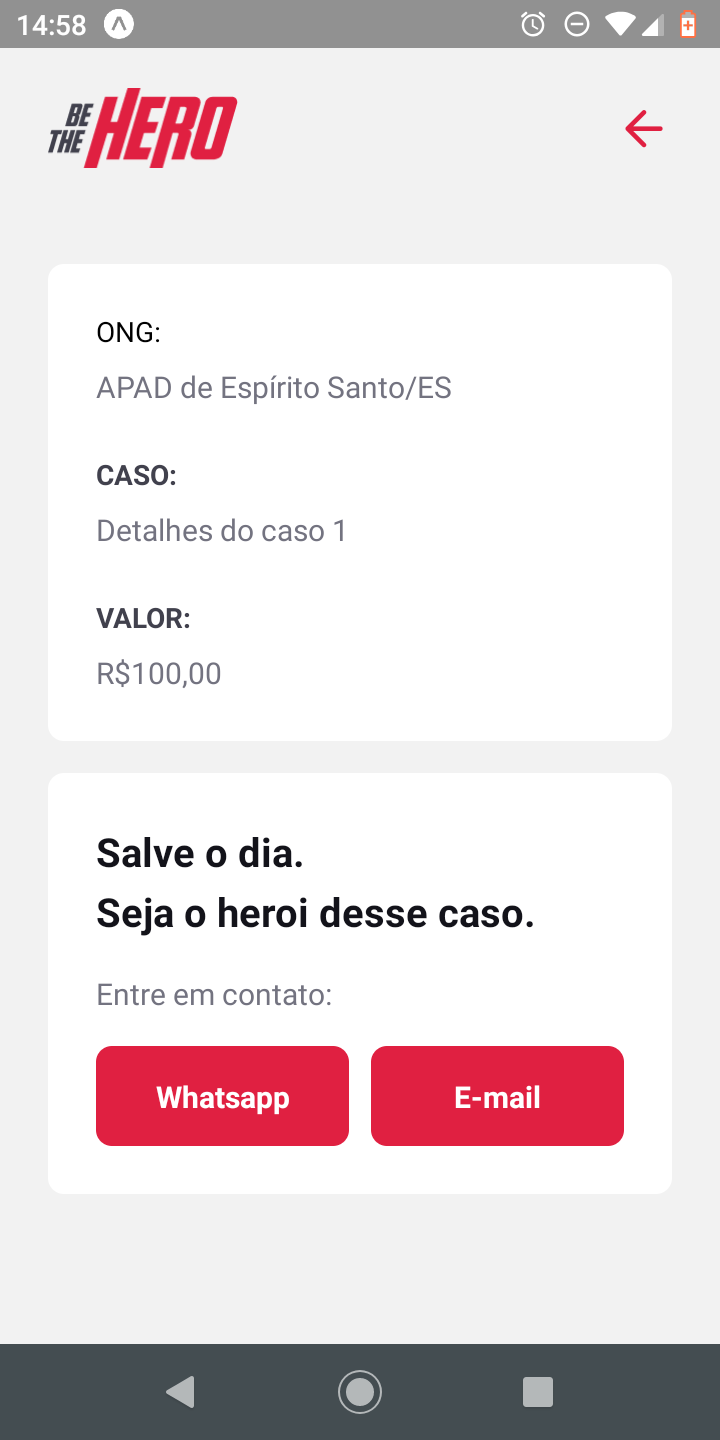 14:58
BE
THE HERO
ONG:
APAD de Espírito Santo/ES
CASO:
Detalhes do caso 1
VALOR:
R$100,00
Salve o dia.
Seja o heroi desse caso.
Entre em contato:
Whatsapp E-mail